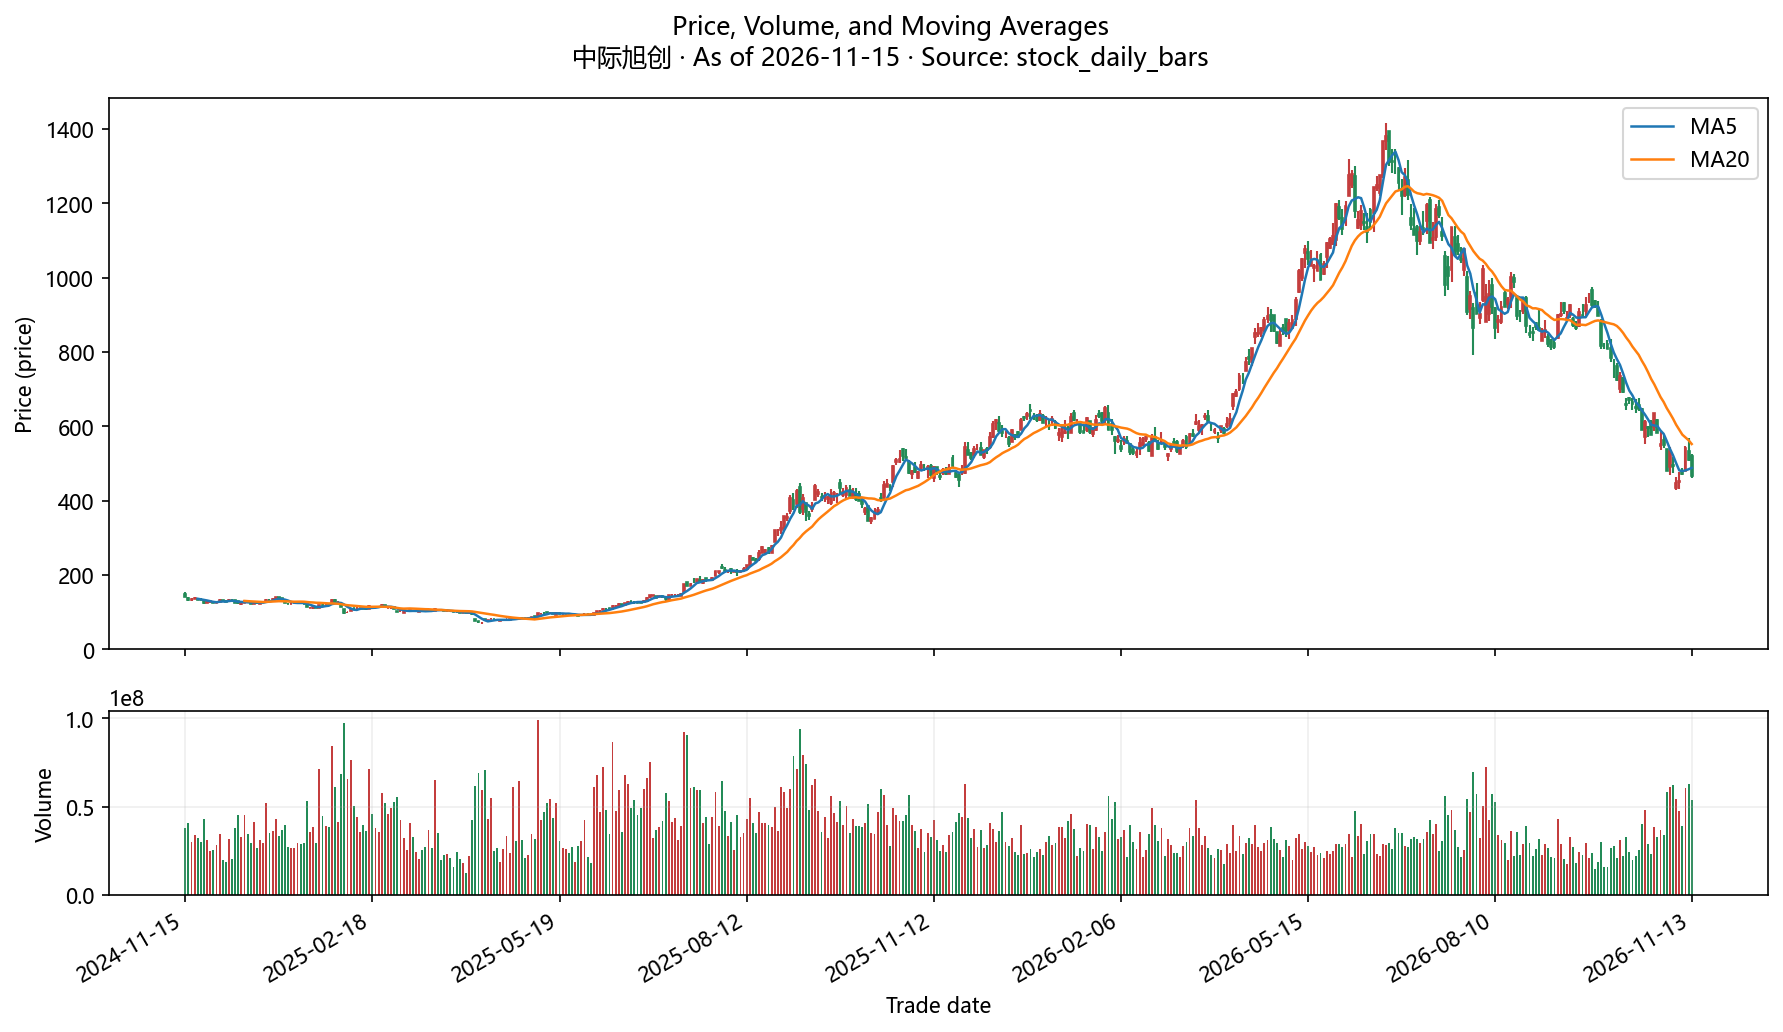 Price, Volume, and Moving Averages
中际旭创 · As of 2026-11-15 · Source: stock_daily_bars
MA5
MA20
Price (price)
1400
1200
1000
800
600
400
200
0
1e8
Volume
1.0
0.5
0.0
2024-11-15
2025-02-18
2025-05-19
2025-08-12
2025-11-12
2026-02-06
2026-05-15
2026-08-10
2026-11-13
Trade date